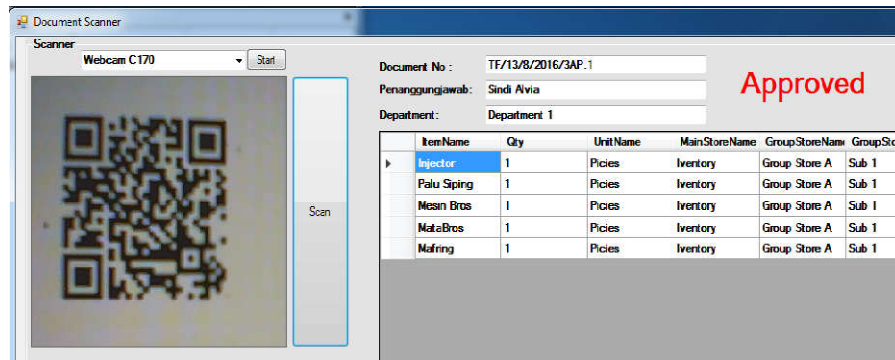 Document Scanner
Scanner
Webcam C170 Start
Document No : TF/13/8/2016/3AP.1
Penanggungjawab: Sindi Alvia
Department: Department 1
Approved
Scan
ItemName Qty UnitName MainStoreName GroupStoreName GroupSto
Injector 1 Picies Iventory Group Store A Sub 1
Palu Siping 1 Picies Iventory Group Store A Sub 1
Mesin Bros 1 Picies Iventory Group Store A Sub 1
MataBros 1 Picies Iventory Group Store A Sub 1
Mafring 1 Picies Iventory Group Store A Sub 1